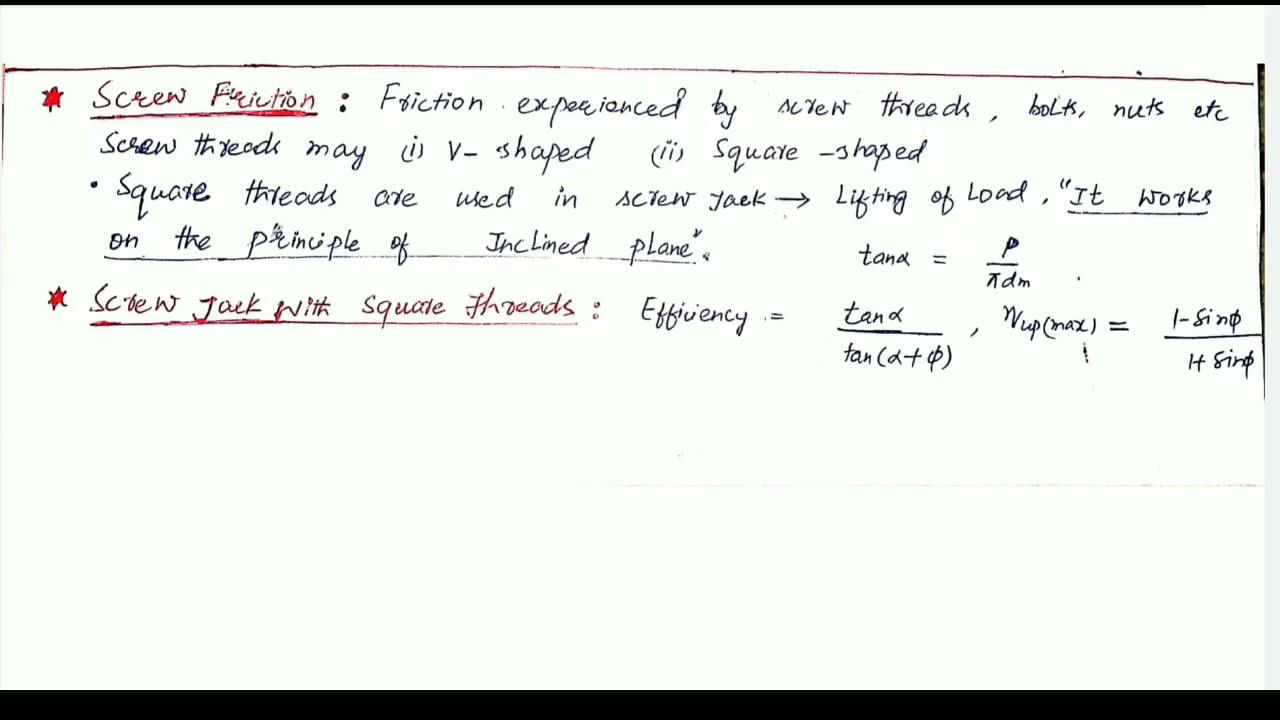 * Screw Friction : Friction experienced by screw threads, bolts, nuts etc
Screw threads may (i) V-shaped (ii) Square-shaped
• Square threads are used in screw Jack → Lifting of Load, "It works
on the principle of Inclined plane".
tanα = P/πdm
* Screw Jack with square threads : Efficiency = tanα/tan(α+φ), ηup(max) = 1-sinφ/1+sinφ